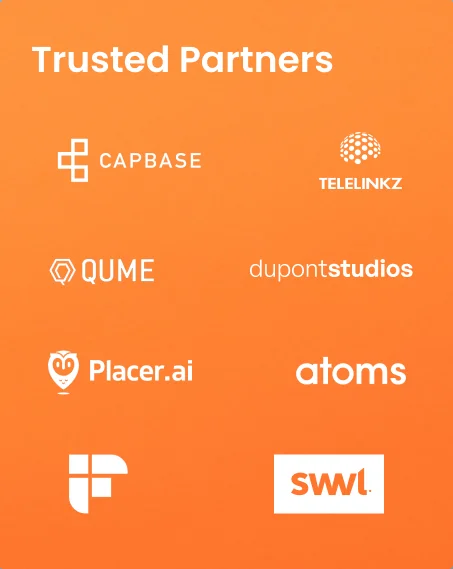 Trusted Partners
CAPBASE
TELELINKZ
QUME
dupontstudios
Placer.ai
atoms
swvl.